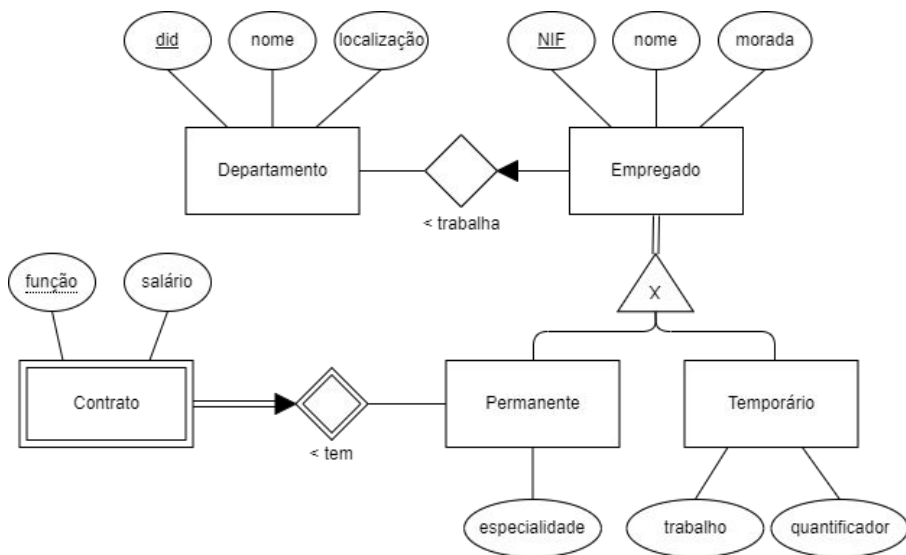 did
nome
localização
NIF
nome
morada
Departamento
Empregado
< trabalha
função
salário
X
Contrato
Permanente
Temporário
< tem
especialidade
trabalho
quantificador